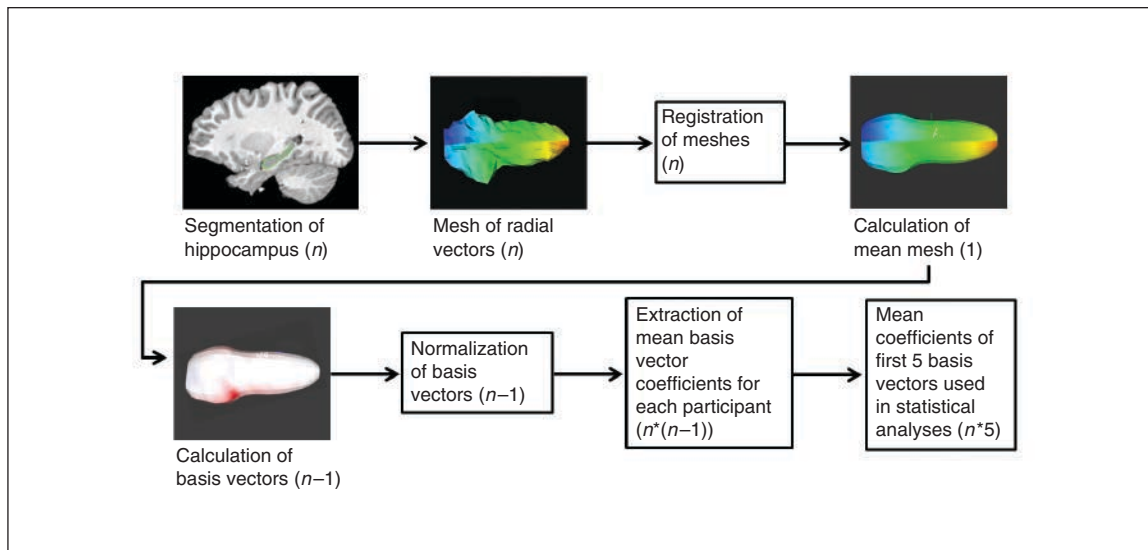 Segmentation of
hippocampus (n)
Mesh of radial
vectors (n)
Registration
of meshes
(n)
Calculation of
mean mesh (1)
Calculation of
basis vectors (n–1)
Normalization
of basis
vectors (n–1)
Extraction of
mean basis
vector
coefficients for
each participant
(n*(n–1))
Mean
coefficients of
first 5 basis
vectors used
in statistical
analyses (n*5)